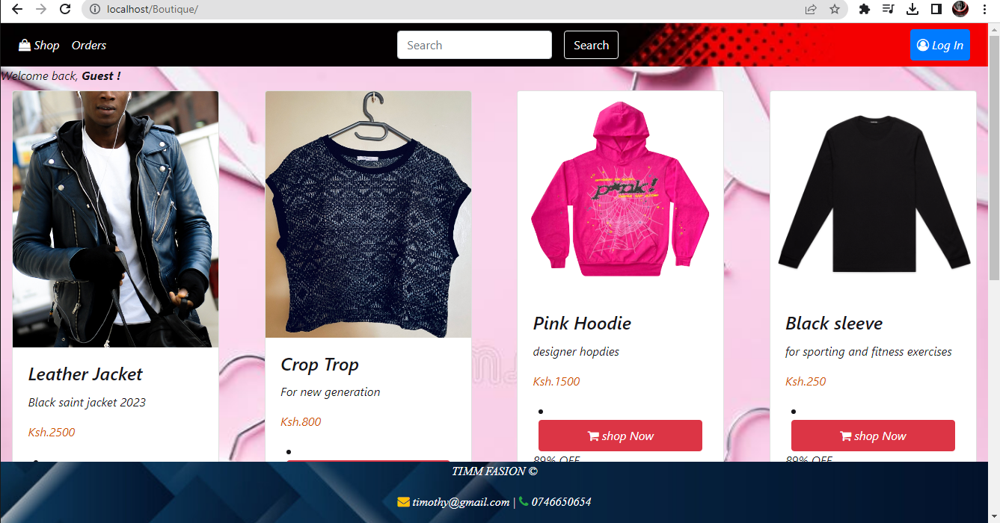 localhost/Boutique/
Shop Orders Search Search Log In
Welcome back, Guest !
Leather Jacket
Black saint jacket 2023
Ksh.2500
Crop Trop
For new generation
Ksh.800
Pink Hoodie
designer hopdies
Ksh.1500
shop Now
89% OFF
Black sleeve
for sporting and fitness exercises
Ksh.250
shop Now
89% OFF
TIMM FASION ©
timothy@gmail.com | 0746650654